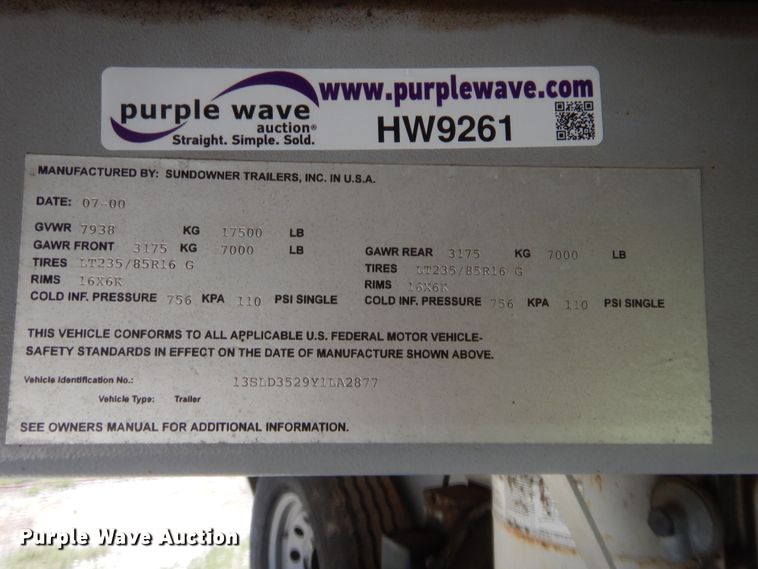 purple wave
auction®
Straight. Simple. Sold.
www.purplewave.com
HW9261
MANUFACTURED BY: SUNDOWNER TRAILERS, INC. IN U.S.A.
DATE: 07-00
GVWR 7938 KG 17500 LB
GAWR FRONT 3175 KG 7000 LB GAWR REAR 3175 KG 7000 LB
TIRES LT235/85R16 G TIRES LT235/85R16 G
RIMS 16X6K RIMS 16X6K
COLD INF. PRESSURE 756 KPA 110 PSI SINGLE COLD INF. PRESSURE 756 KPA 110 PSI SINGLE
THIS VEHICLE CONFORMS TO ALL APPLICABLE U.S. FEDERAL MOTOR VEHICLE-
SAFETY STANDARDS IN EFFECT ON THE DATE OF MANUFACTURE SHOWN ABOVE.
Vehicle Identification No.: 13SLD3529Y1LA2877
Vehicle Type: Trailer
SEE OWNERS MANUAL FOR ADDITIONAL INFORMATION.
Purple Wave Auction